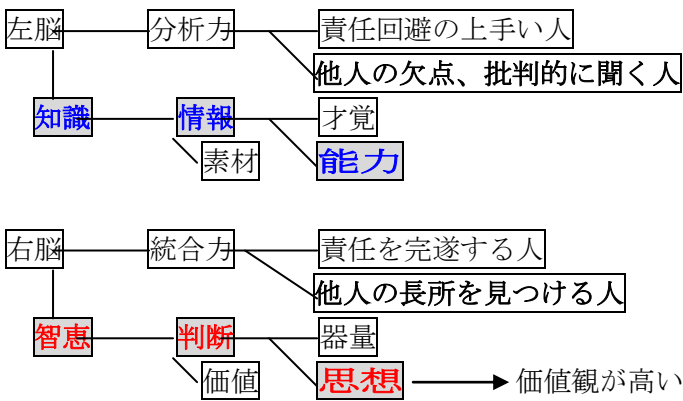 左脳 分析力 責任回避の上手い人
他人の欠点、批判的に聞く人
知識 情報 才覚
素材 能力
右脳 統合力 責任を完遂する人
他人の長所を見つける人
智恵 判断 器量
価値 思想 価値観が高い